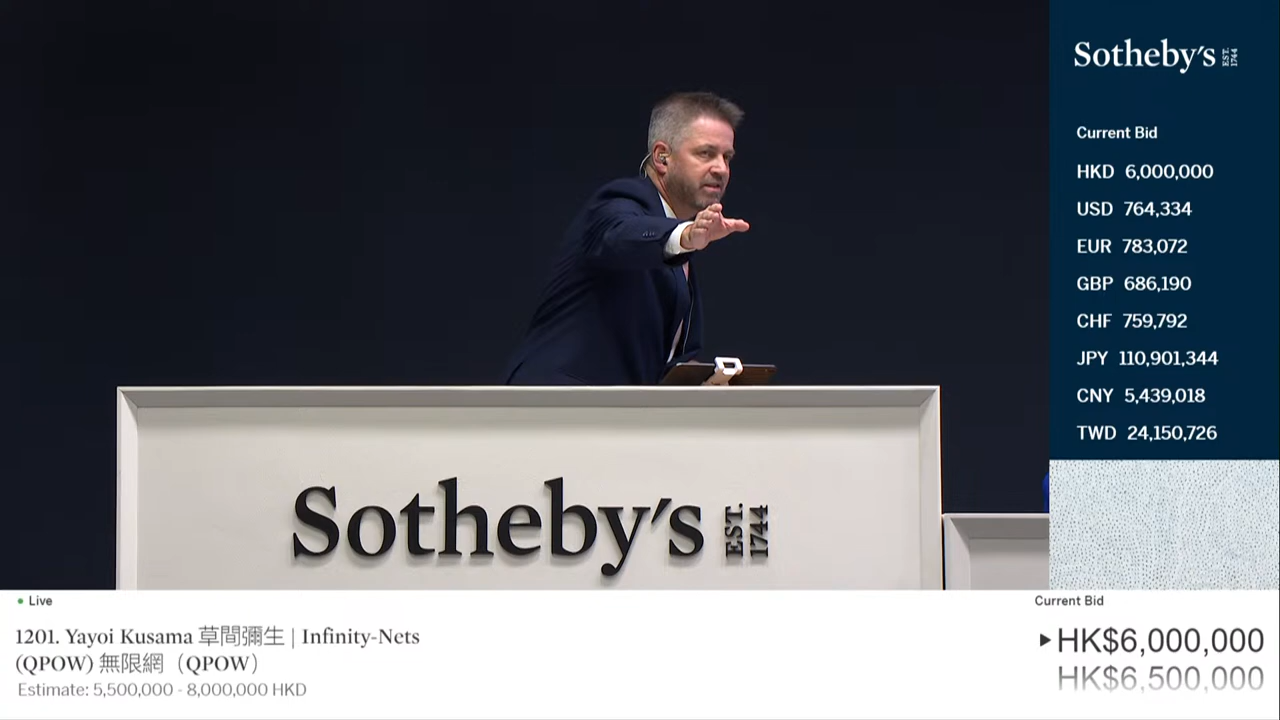 Sotheby's EST. 1744
Current Bid
HKD 6,000,000
USD 764,334
EUR 783,072
GBP 686,190
CHF 759,792
JPY 110,901,344
CNY 5,439,018
TWD 24,150,726
Sotheby's EST. 1744
Live
1201. Yayoi Kusama 草間彌生 | Infinity-Nets
(QPOW) 無限網（QPOW）
Estimate: 5,500,000 - 8,000,000 HKD
Current Bid
HK$6,000,000
HK$6,500,000